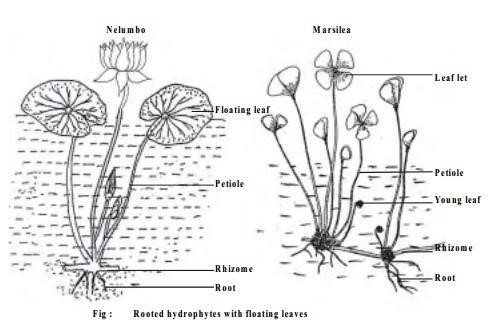 Nelumbo
Marsilea
Leaf let
Floating leaf
Petiole
Petiole
Young leaf
Rhizome
Rhizome
Root
Root
Fig : Rooted hydrophytes with floating leaves